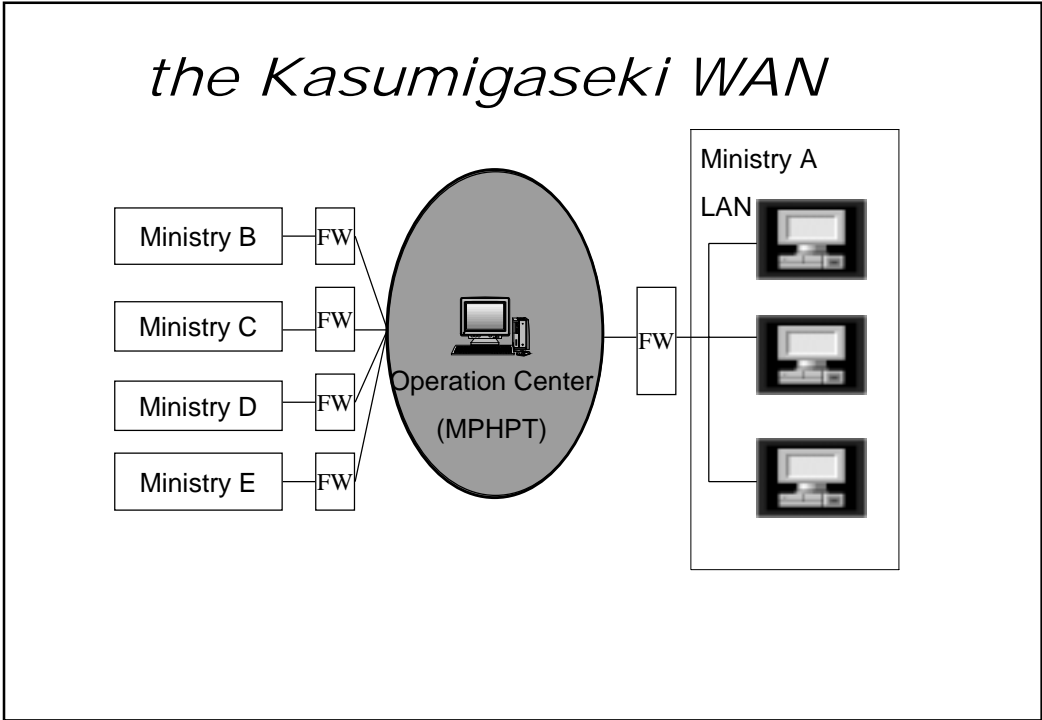 the Kasumigaseki WAN
Ministry B
FW
Ministry C
FW
Ministry D
FW
Ministry E
FW
Operation Center
(MPHPT)
FW
Ministry A
LAN